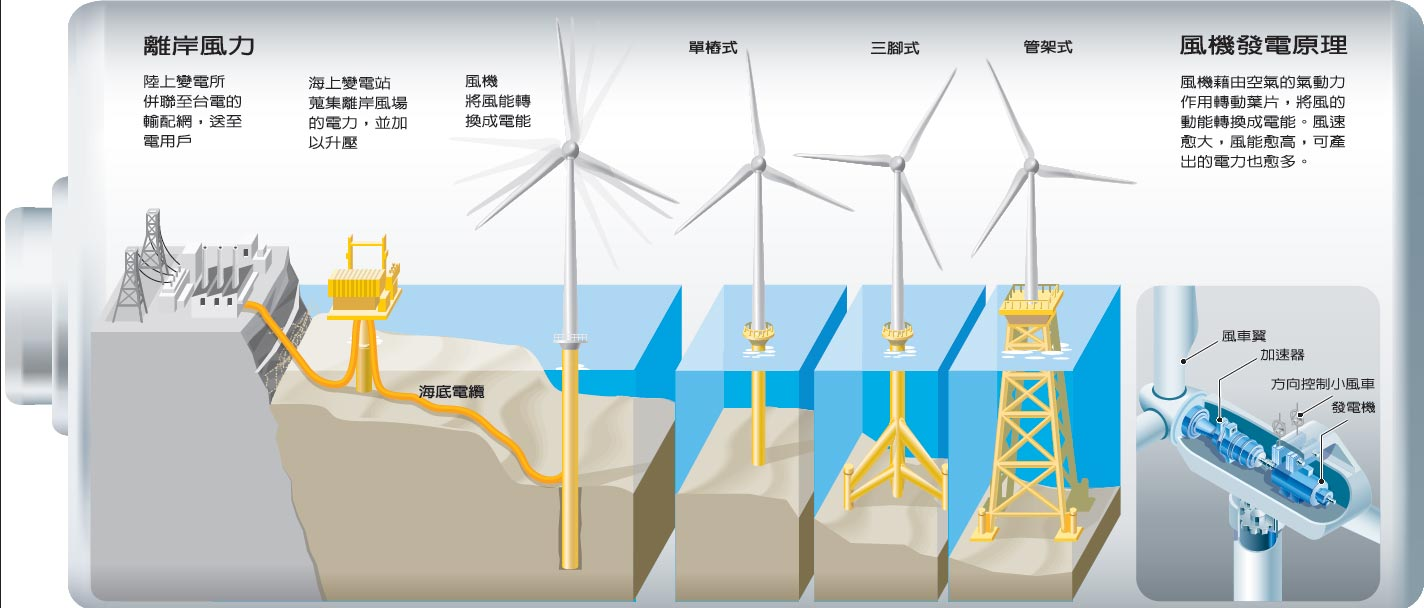 離岸風力
陸上變電所
併聯至台電的
輸配網，送至
電用戶
海上變電站
蒐集離岸風場
的電力，並加
以升壓
風機
將風能轉
換成電能
單樁式
三腳式
管架式
風機發電原理
風機藉由空氣的氣動力
作用轉動葉片，將風的
動能轉換成電能。風速
愈大，風能愈高，可產
出的電力也愈多。
海底電纜
風車翼
加速器
方向控制小風車
發電機